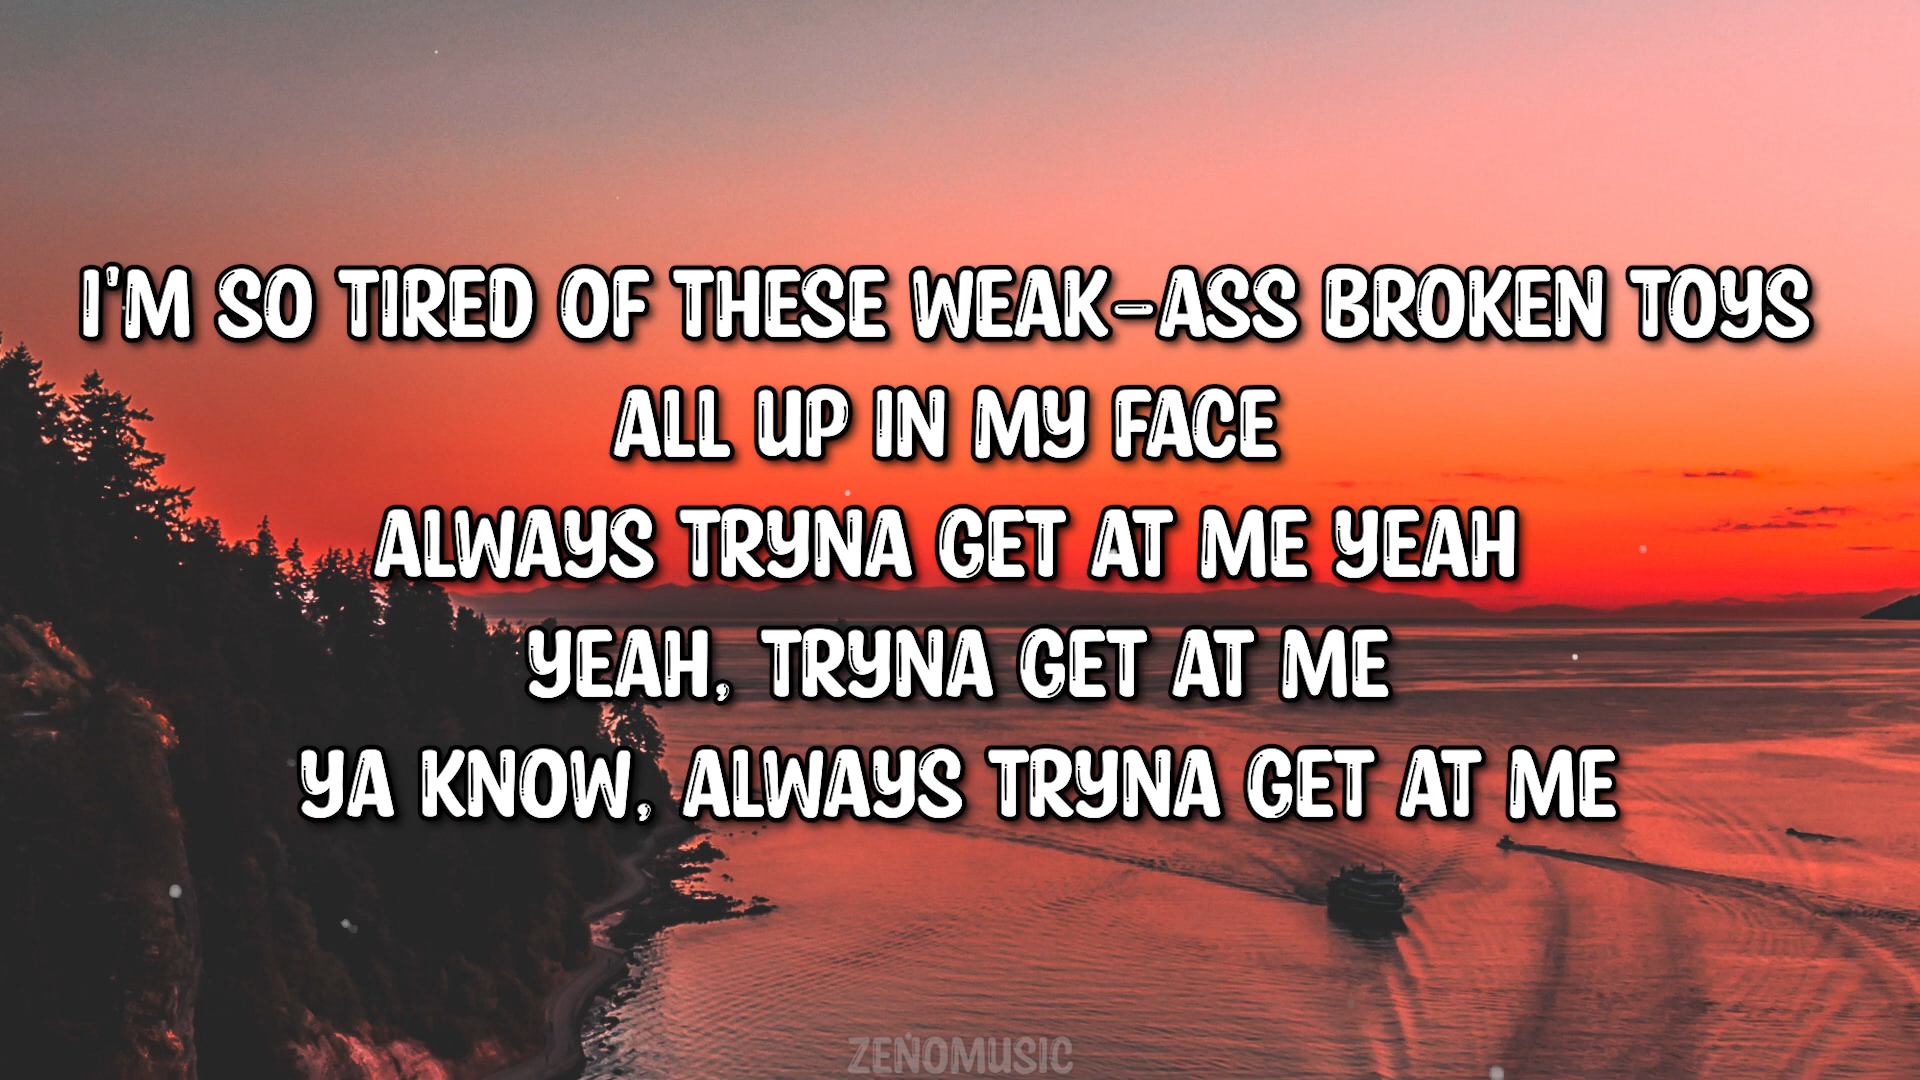 I'M SO TIRED OF THESE WEAK-ASS BROKEN TOYS
ALL UP IN MY FACE
ALWAYS TRYNA GET AT ME YEAH
YEAH, TRYNA GET AT ME
YA KNOW, ALWAYS TRYNA GET AT ME
ZENOMUSIC